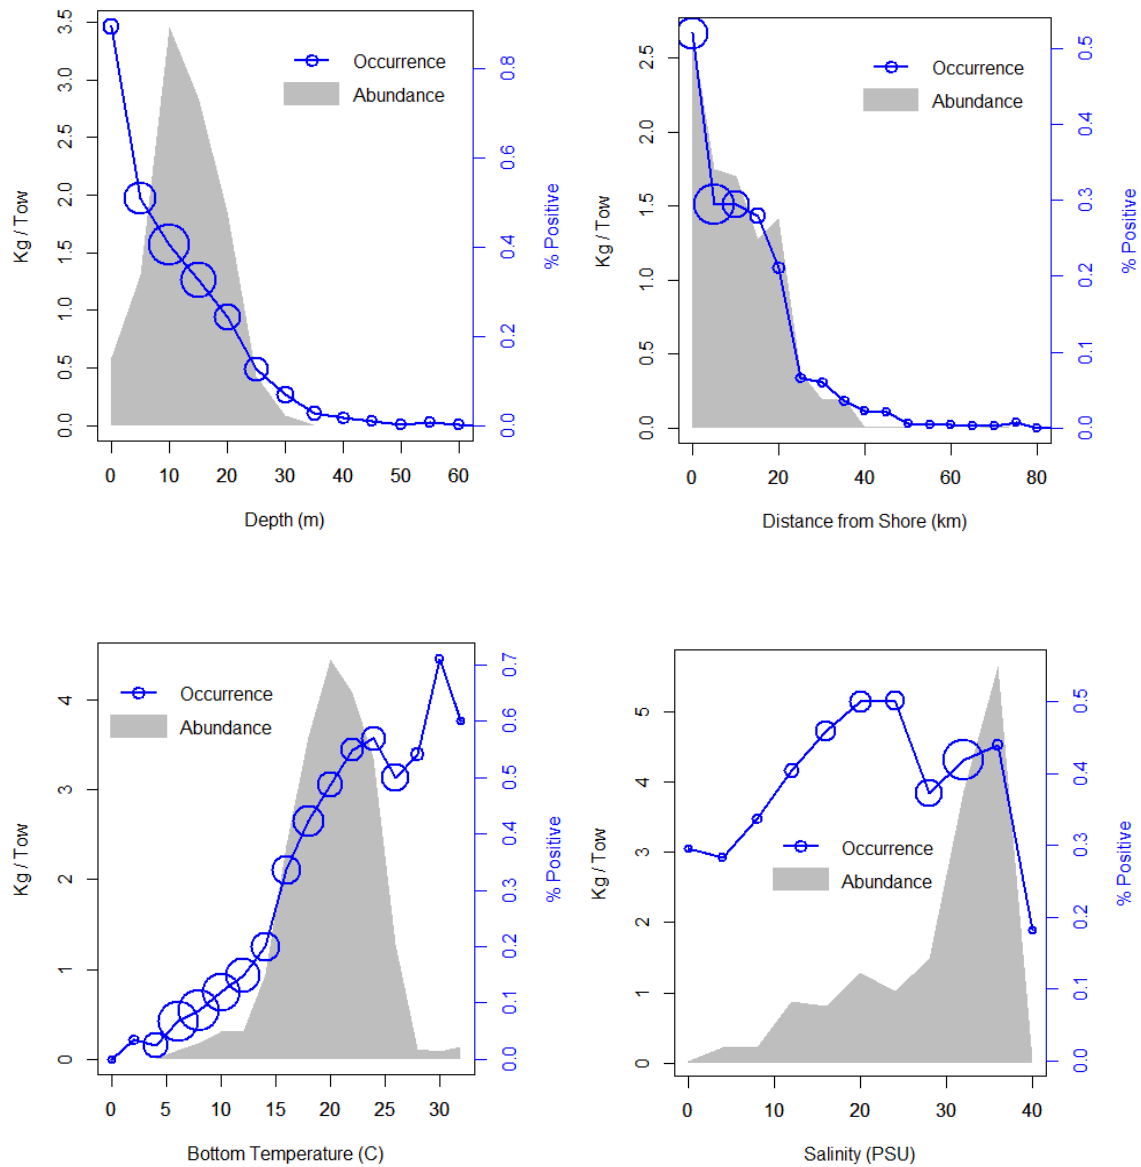 3.5
3.0
2.5
2.0
1.5
1.0
0.5
0.0
Kg / Tow
Occurrence
Abundance
0.8
0.6
0.4
0.2
0.0
% Positive
0 10 20 30 40 50 60
Depth (m)
2.5
2.0
1.5
1.0
0.5
0.0
Kg / Tow
Occurrence
Abundance
0.5
0.4
0.3
0.2
0.1
0.0
% Positive
0 20 40 60 80
Distance from Shore (km)
4
3
2
1
0
Kg / Tow
Occurrence
Abundance
0.7
0.6
0.5
0.4
0.3
0.2
0.1
0.0
% Positive
0 5 10 15 20 25 30
Bottom Temperature (C)
5
4
3
2
1
0
Kg / Tow
Occurrence
Abundance
0.5
0.4
0.3
0.2
0.1
0.0
% Positive
0 10 20 30 40
Salinity (PSU)